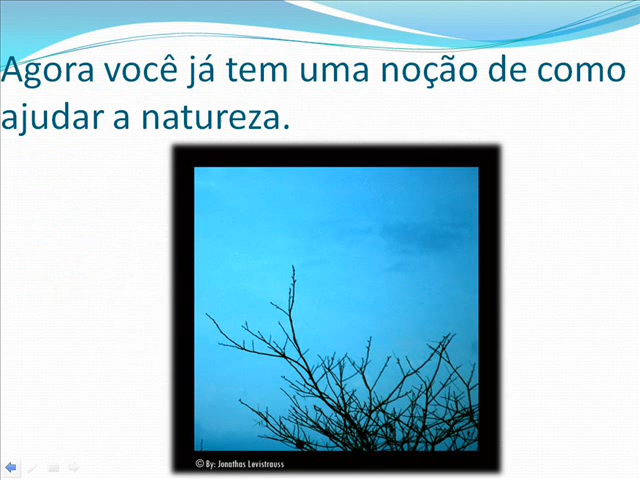 Agora você já tem uma noção de como
ajudar a natureza.
© By: Jonathas Levistrauss